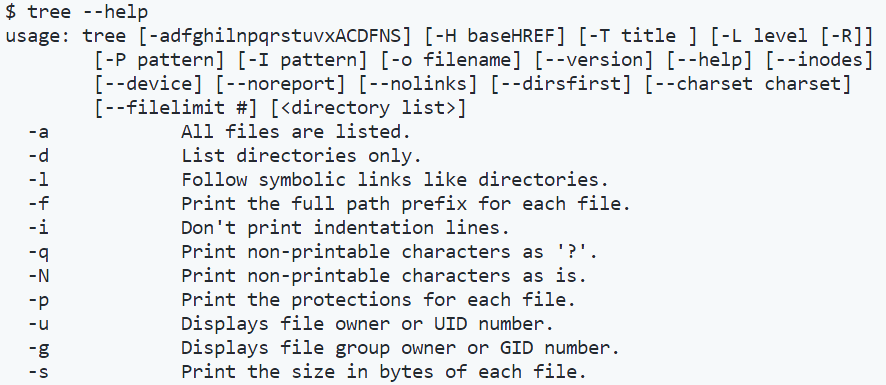 $ tree --help
usage: tree [-adfghilnpqrstuvxACDFNS] [-H baseHREF] [-T title ] [-L level [-R]]
        [-P pattern] [-I pattern] [-o filename] [--version] [--help] [--inodes]
        [--device] [--noreport] [--nolinks] [--dirsfirst] [--charset charset]
        [--filelimit #] [<directory list>]
  -a            All files are listed.
  -d            List directories only.
  -l            Follow symbolic links like directories.
  -f            Print the full path prefix for each file.
  -i            Don't print indentation lines.
  -q            Print non-printable characters as '?'.
  -N            Print non-printable characters as is.
  -p            Print the protections for each file.
  -u            Displays file owner or UID number.
  -g            Displays file group owner or GID number.
  -s            Print the size in bytes of each file.